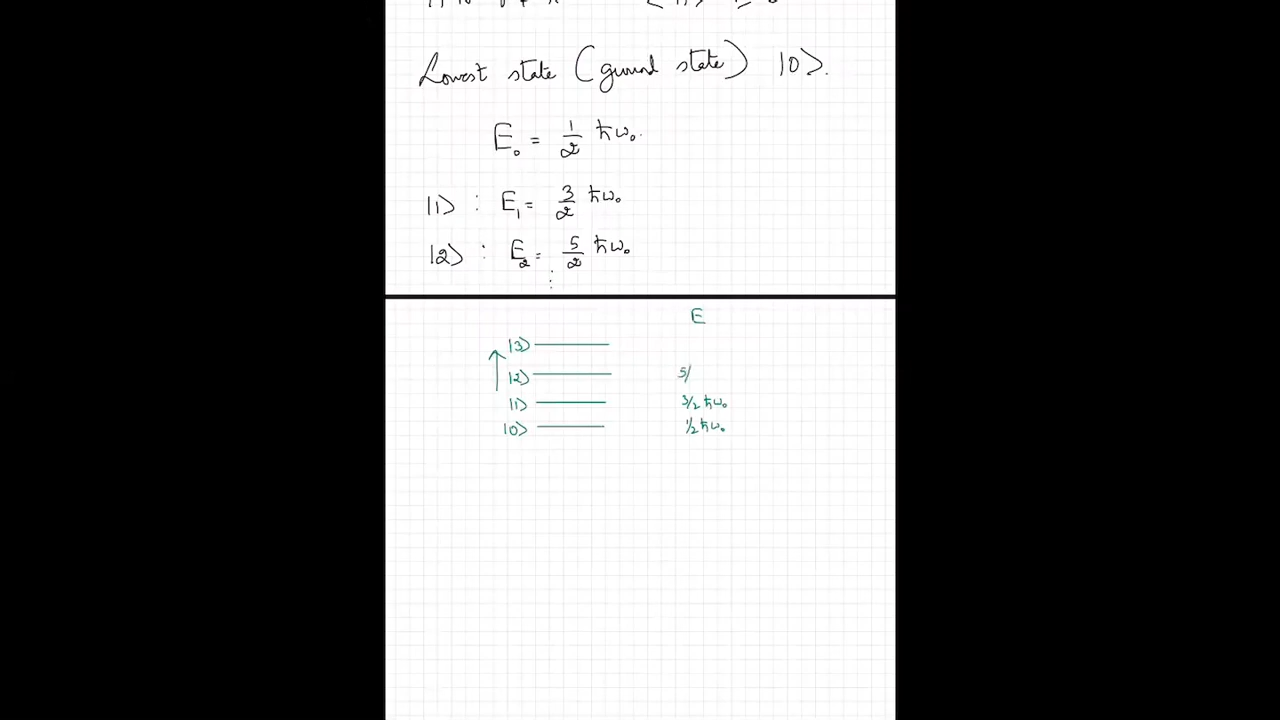 Lowest state (ground state) |0⟩.
E₀ = 1/2 ħω₀.
|1⟩ : E₁ = 3/2 ħω₀
|2⟩ : E₂ = 5/2 ħω₀
⋮
E
|3⟩
|2⟩ 5/
|1⟩ 3/2 ħω₀
|0⟩ 1/2 ħω₀